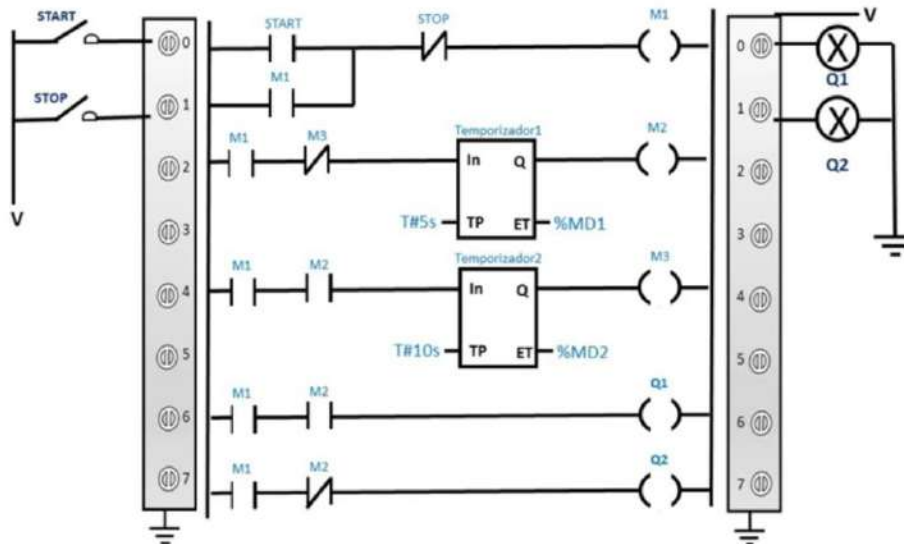 START
STOP
V
0
1
2
3
4
5
6
7
START
STOP
M1
M1
M1
M3
Temporizador1
M2
In
Q
T#5s
TP
ET
%MD1
M1
M2
Temporizador2
M3
In
Q
T#10s
TP
ET
%MD2
M1
M2
Q1
M1
M2
Q2
0
1
2
3
4
5
6
7
V
Q1
Q2